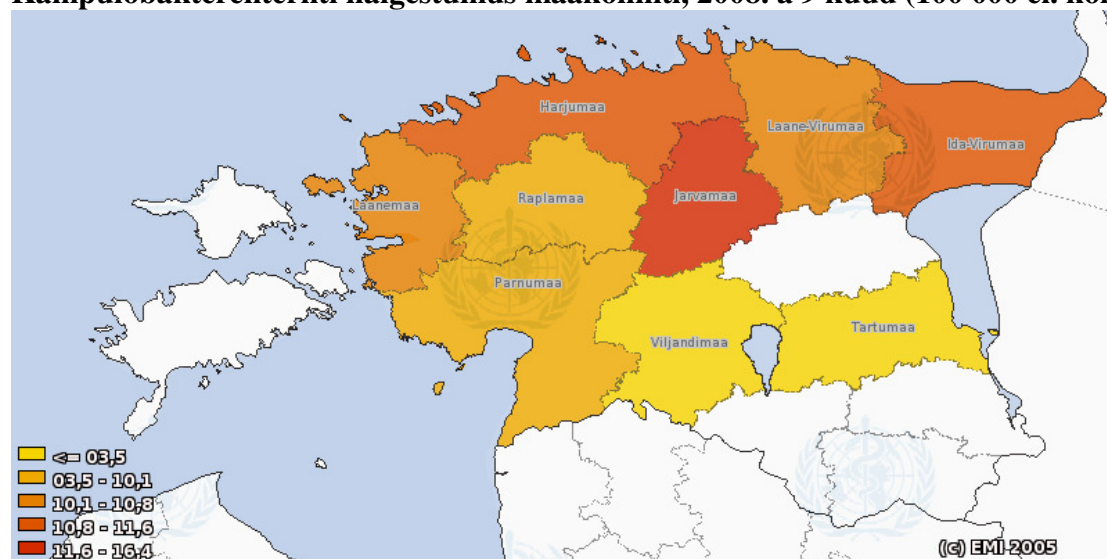 Kampülobakterenteriiti haigestumus maakonniti, 2008. a 9 kuud (100 000 el.
Harjumaa
Laane-Virumaa
Ida-Virumaa
Laanemaa
Raplamaa
Jarvamaa
Parnumaa
Viljandimaa
Tartumaa
<= 03,5
03,5 - 10,1
10,1 - 10,8
10,8 - 11,6
11,6 - 16,4
(c) EMI 2005